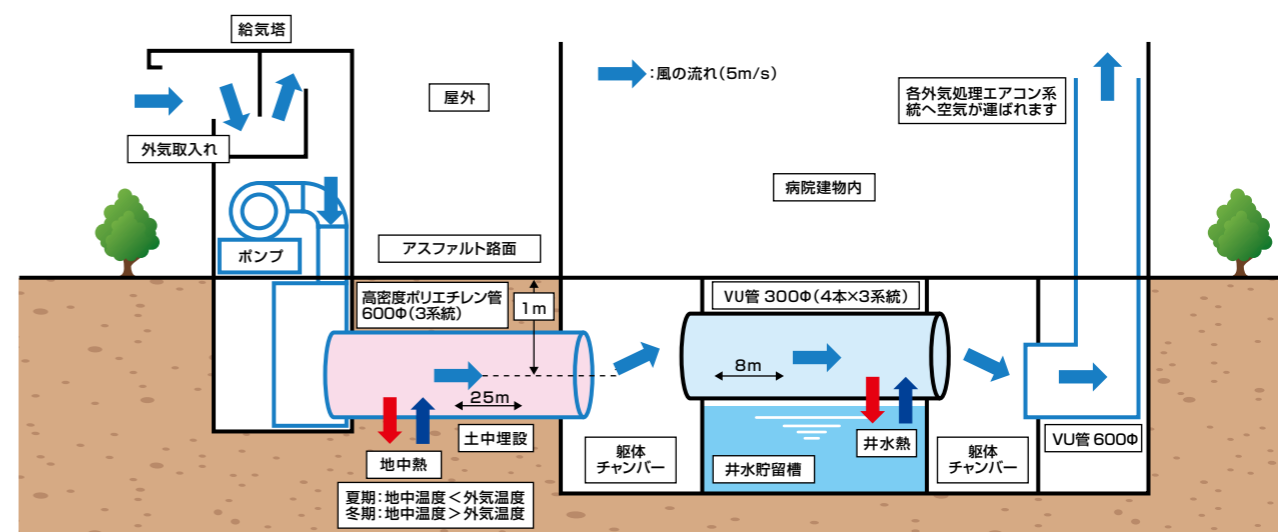 給気塔
:風の流れ(5m/s)
屋外
各外気処理エアコン系
統へ空気が運ばれます
外気取入れ
病院建物内
ポンプ
アスファルト路面
高密度ポリエチレン管
600Φ(3系統)
1m
VU管 300Φ(4本×3系統)
8m
25m
土中埋設
地中熱
夏期:地中温度<外気温度
冬期:地中温度>外気温度
躯体
チャンバー
井水貯留槽
井水熱
躯体
チャンバー
VU管 600Φ